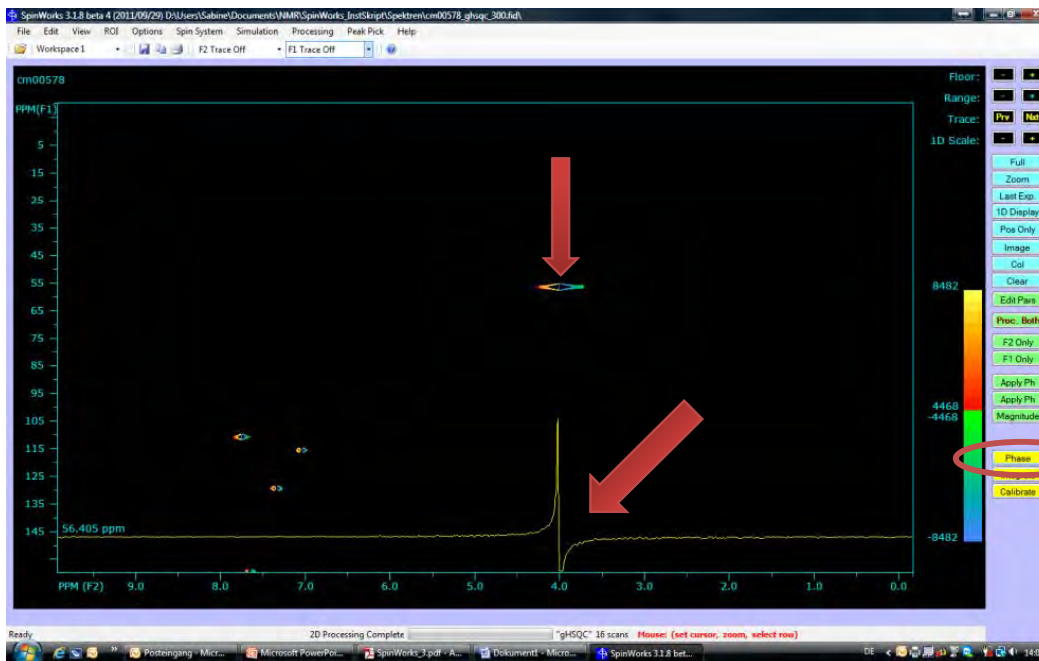 SpinWorks 3.1.8 beta 4 (2011/09/29) D:\Users\Sabine\Documents\NMR\SpinWorks_InstSkript\Spektren\cm00578_ghsqc_300.fid\
File Edit View ROI Options Spin System Simulation Processing Peak Pick Help
Workspace 1 F2 Trace Off F1 Trace Off
cm00578
PPM(F1)
5
15
25
35
45
55
65
75
85
95
105
115
125
135
145
56.405 ppm
PPM (F2) 9.0 8.0 7.0 6.0 5.0 4.0 3.0 2.0 1.0 0.0
8482
4468
-4468
-8482
Floor: - +
Range: - +
Trace: Prv Nxt
1D Scale: - +
Full
Zoom
Last Exp.
1D Display
Pos Only
Image
Col
Clear
Edit Pars
Proc. Both
F2 Only
F1 Only
Apply Ph
Apply Ph
Magnitude
Phase
Calibrate
Ready 2D Processing Complete "gHSQC" 16 scans Mouse: (set cursor, zoom, select row)
Posteingang - Micr... Microsoft PowerPoi... SpinWorks_3.pdf - A... Dokument1 - Micro... SpinWorks 3.1.8 bet... DE 14:0